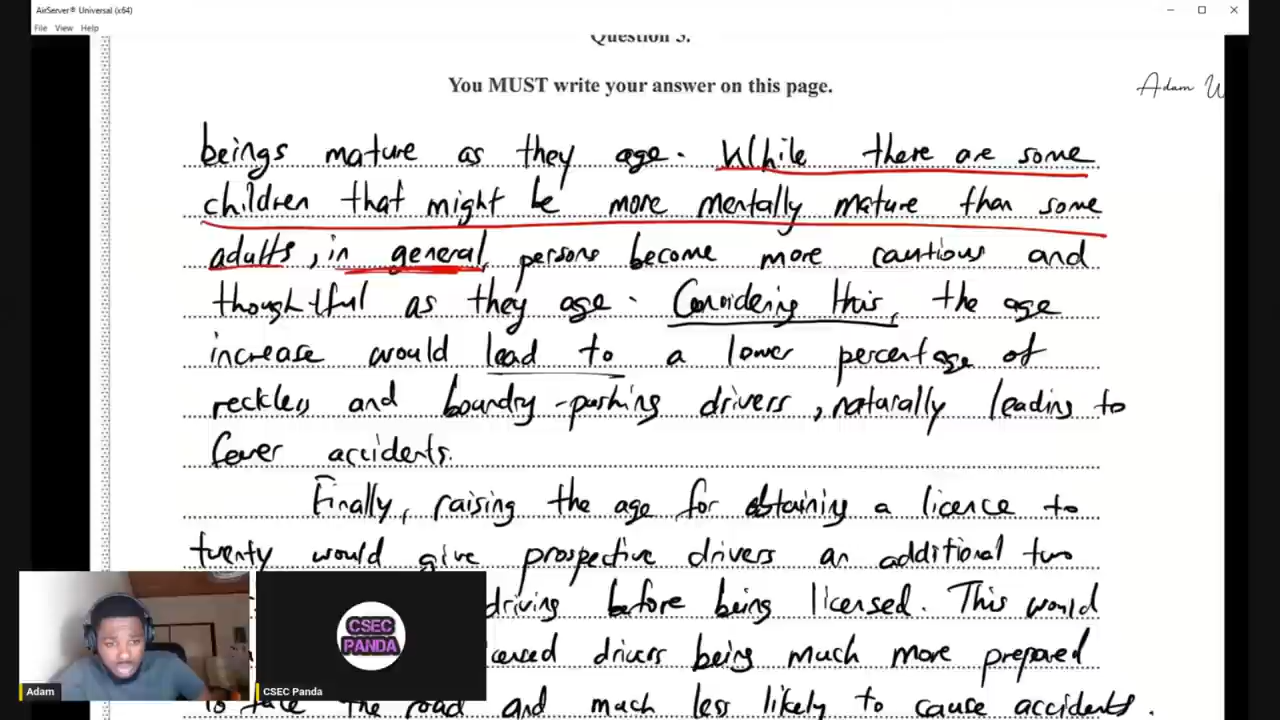 AirServer® Universal (x64)
File View Help
Question 3.
You MUST write your answer on this page.
Adam W
beings mature as they age. While there are some
children that might be more mentally mature than some
adults, in general, persons become more cautious and
thoughtful as they age. Considering this, the age
increase would lead to a lower percentage of
reckless and boundry-pushing drivers, naturally leading to
fewer accidents.
Finally, raising the age for obtaining a licence to
twenty would give prospective drivers an additional two
driving before being licensed. This would
drivers being much more prepared
the road and much less likely to cause accidents.
Adam
CSEC PANDA
CSEC Panda